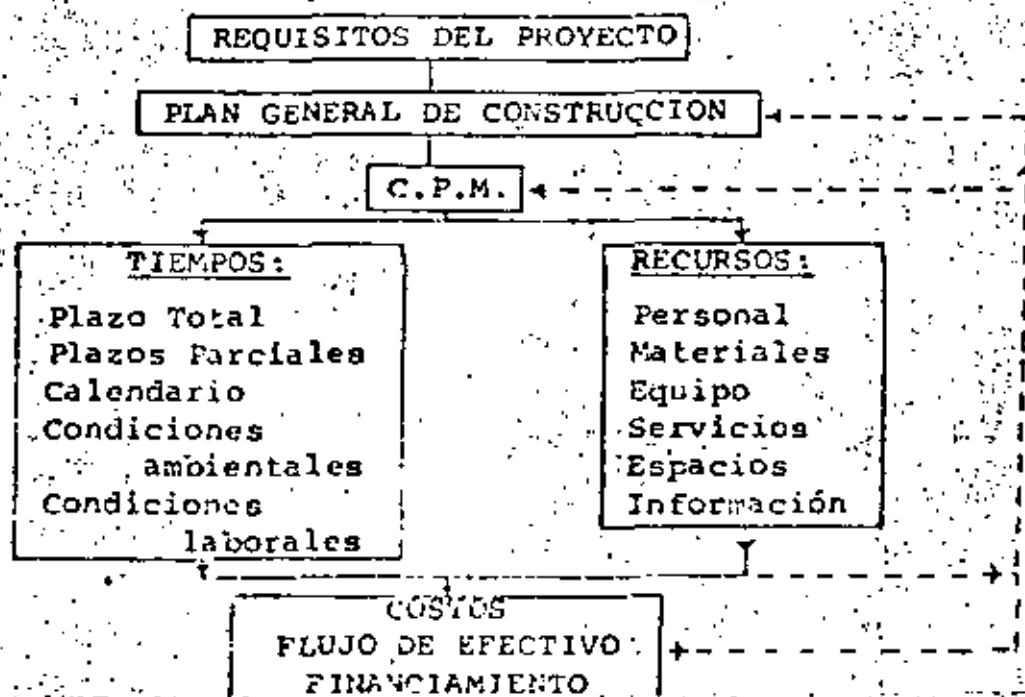 REQUISITOS DEL PROYECTO
PLAN GENERAL DE CONSTRUCCION
C.P.M.
TIEMPOS:
Plazo Total
Plazos Parciales
Calendario
Condiciones
ambientales
Condiciones
laborales
RECURSOS:
Personal
Materiales
Equipo
Servicios
Espacios
Información
COSTOS
FLUJO DE EFECTIVO
FINANCIAMIENTO